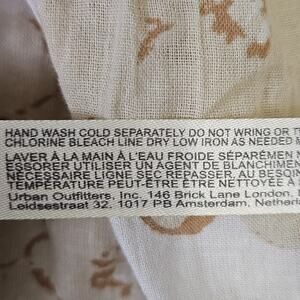 HAND WASH COLD SEPARATELY DO NOT WRING OR T
CHLORINE BLEACH LINE DRY LOW IRON AS NEEDED M
LAVER À LA MAIN À L'EAU FROIDE SÉPARÉMENT
ESSORER UTILISER UN AGENT DE BLANCHIMENT
NÉCESSAIRE LIGNE SEC REPASSER, AU BESOIN
TEMPÉRATURE PEUT-ÊTRE ÊTRE NETTOYÉE À
Urban Outfitters, Inc. 146 Brick Lane London,
Leidsestraat 32, 1017 PB Amsterdam, Netherla